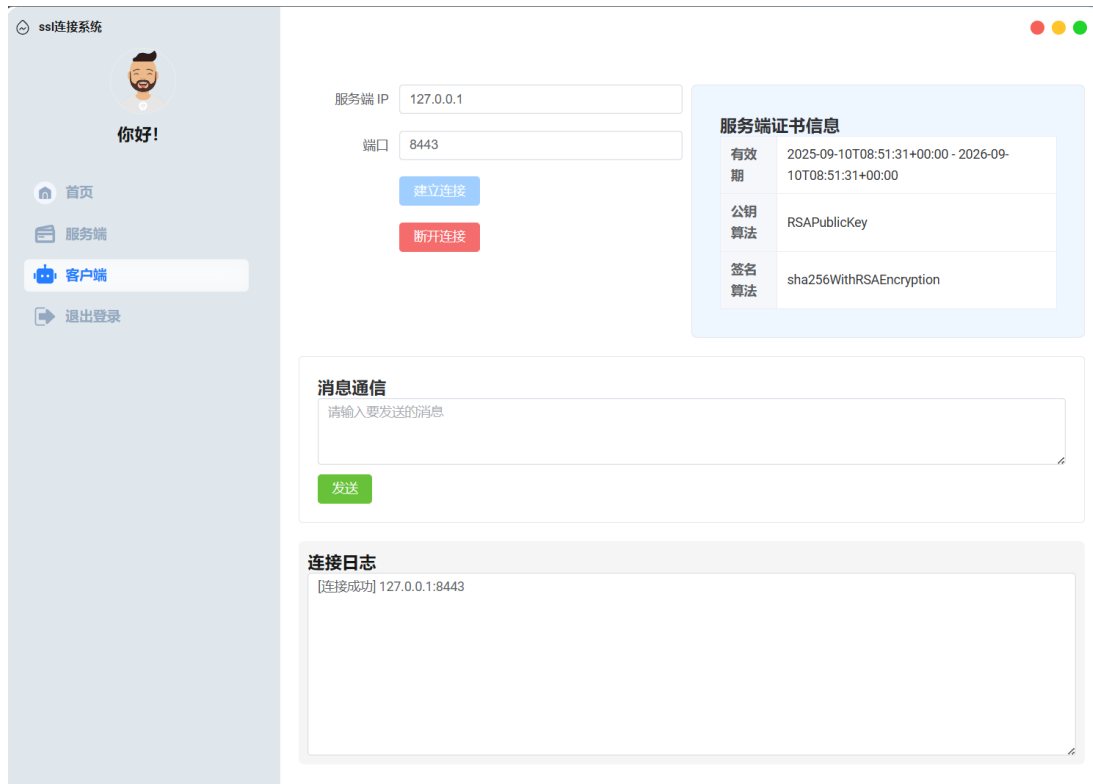 ssl连接系统
你好！
首页
服务端
客户端
退出登录
服务端 IP
127.0.0.1
端口
8443
建立连接
断开连接
服务端证书信息
有效
期
2025-09-10T08:51:31+00:00 - 2026-09-
10T08:51:31+00:00
公钥
算法
RSAPublicKey
签名
算法
sha256WithRSAEncryption
消息通信
请输入要发送的消息
发送
连接日志
[连接成功] 127.0.0.1:8443